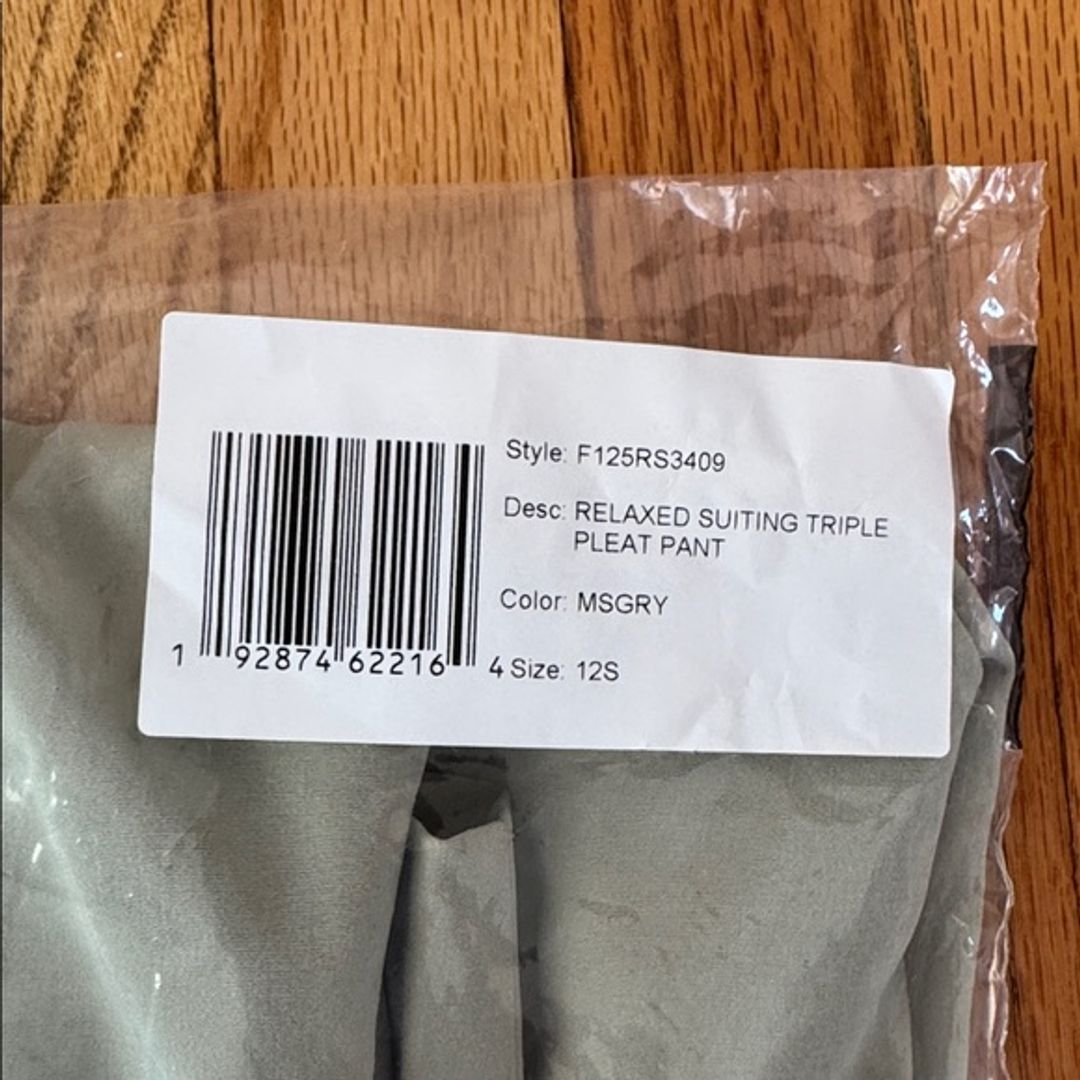 Style: F125RS3409
Desc: RELAXED SUITING TRIPLE
PLEAT PANT
Color: MSGRY
1 92874 62216 4 Size: 12S